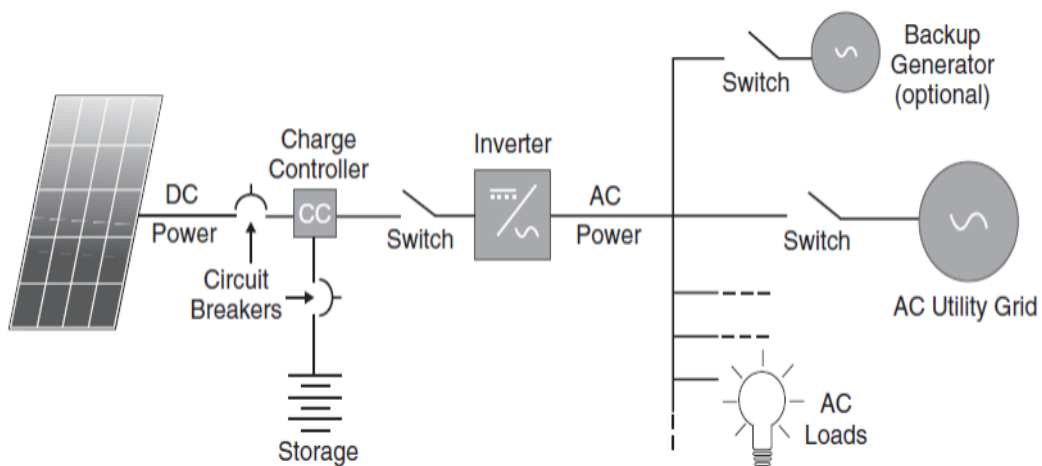 Backup
Generator
(optional)
Switch
Charge
Controller
Inverter
DC
Power
CC
Switch
AC
Power
Switch
Circuit
Breakers
AC Utility Grid
Storage
AC
Loads